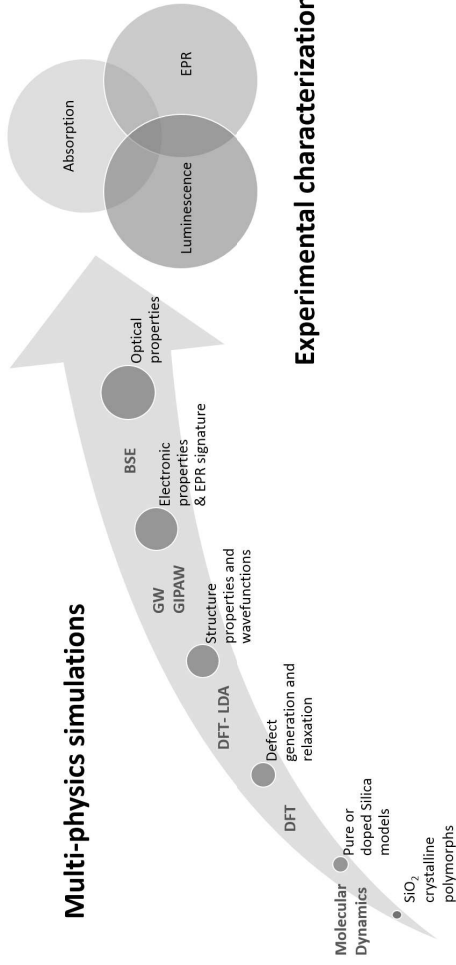 Multi-physics simulations
SiO2
crystalline
polymorphs
Molecular
Dynamics
Pure or
doped Silica
models
DFT
Defect
generation and
relaxation
DFT- LDA
Structure
properties and
wavefunctions
GW
GIPAW
Electronic
properties
& EPR signature
BSE
Optical
properties
Absorption
Luminescence
EPR
Experimental characterization